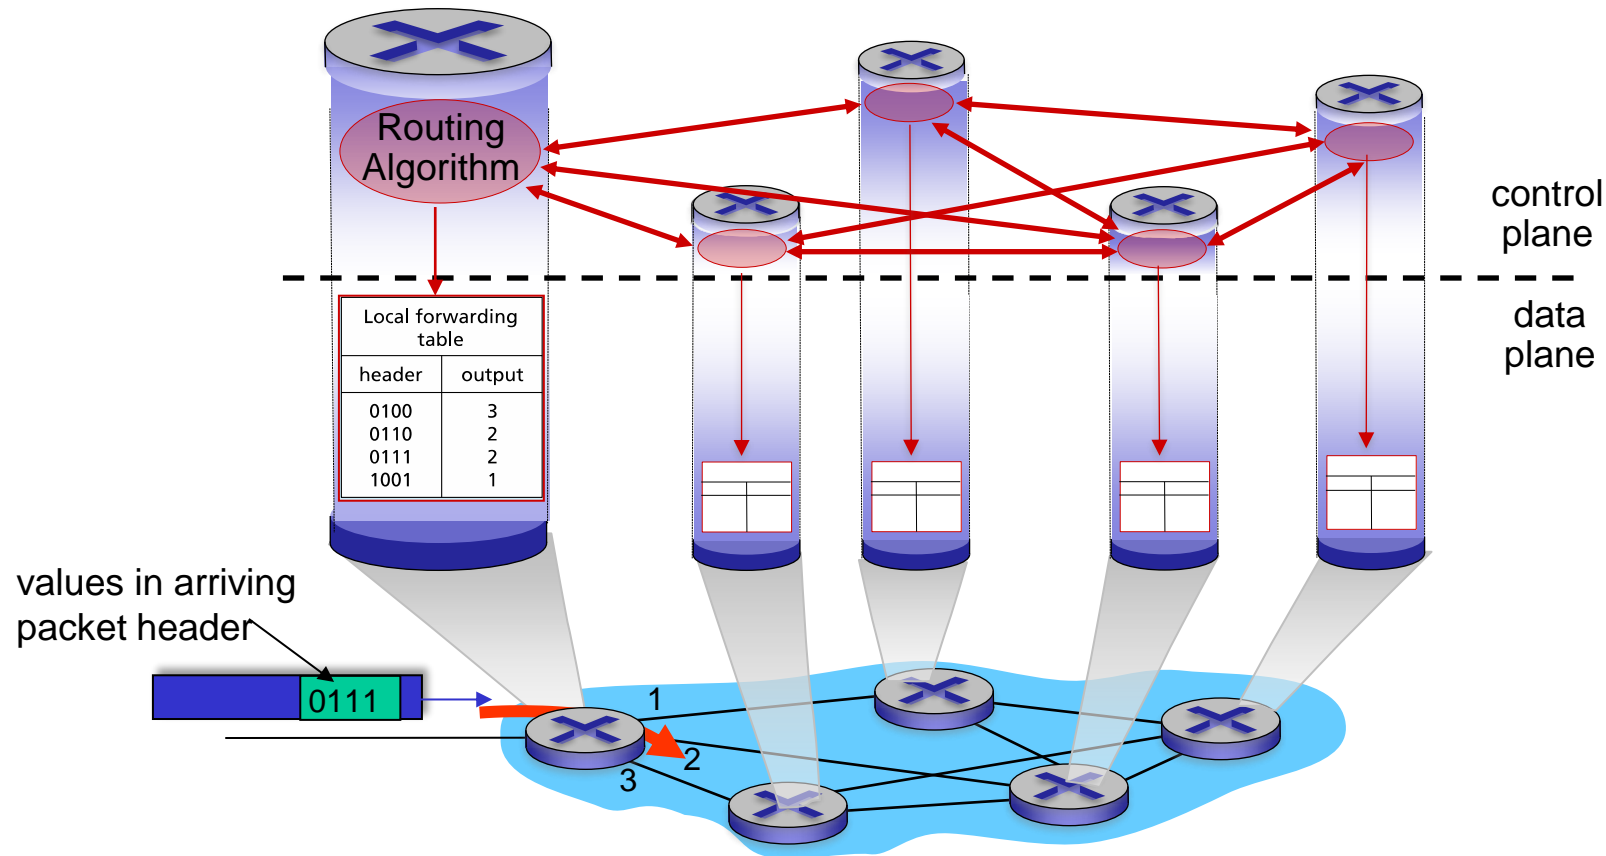 Routing
Algorithm
control
plane
data
plane
Local forwarding
table
header output
0100 3
0110 2
0111 2
1001 1
values in arriving
packet header
0111
1
2
3